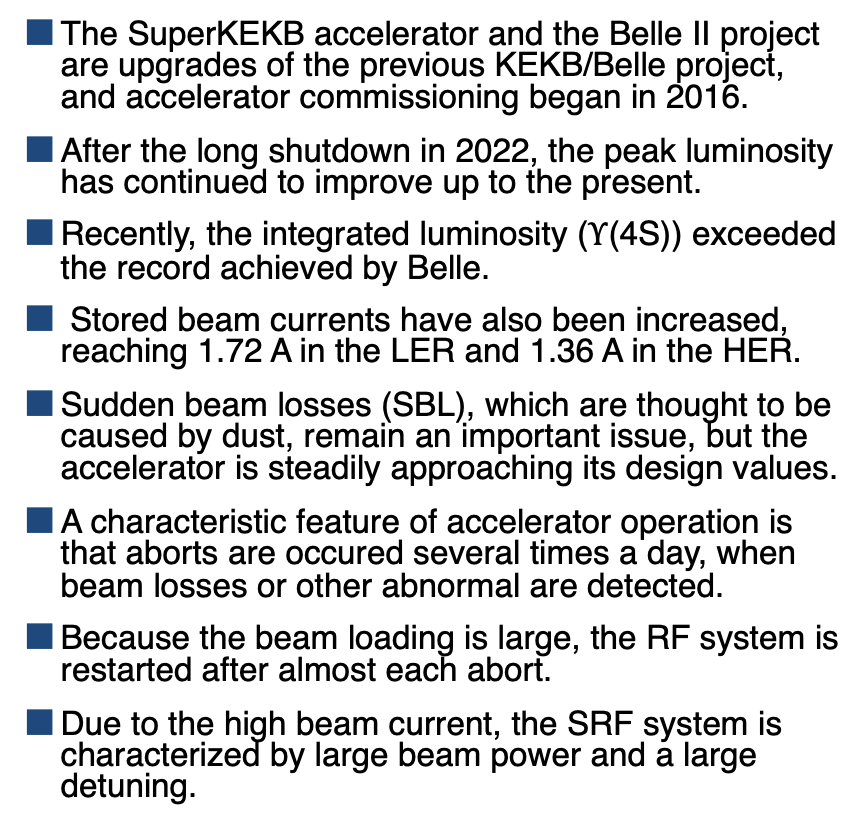 ■ The SuperKEKB accelerator and the Belle II project
are upgrades of the previous KEKB/Belle project,
and accelerator commissioning began in 2016.
■ After the long shutdown in 2022, the peak luminosity
has continued to improve up to the present.
■ Recently, the integrated luminosity (ϒ(4S)) exceeded
the record achieved by Belle.
■ Stored beam currents have also been increased,
reaching 1.72 A in the LER and 1.36 A in the HER.
■ Sudden beam losses (SBL), which are thought to be
caused by dust, remain an important issue, but the
accelerator is steadily approaching its design values.
■ A characteristic feature of accelerator operation is
that aborts are occured several times a day, when
beam losses or other abnormal are detected.
■ Because the beam loading is large, the RF system is
restarted after almost each abort.
■ Due to the high beam current, the SRF system is
characterized by large beam power and a large
detuning.